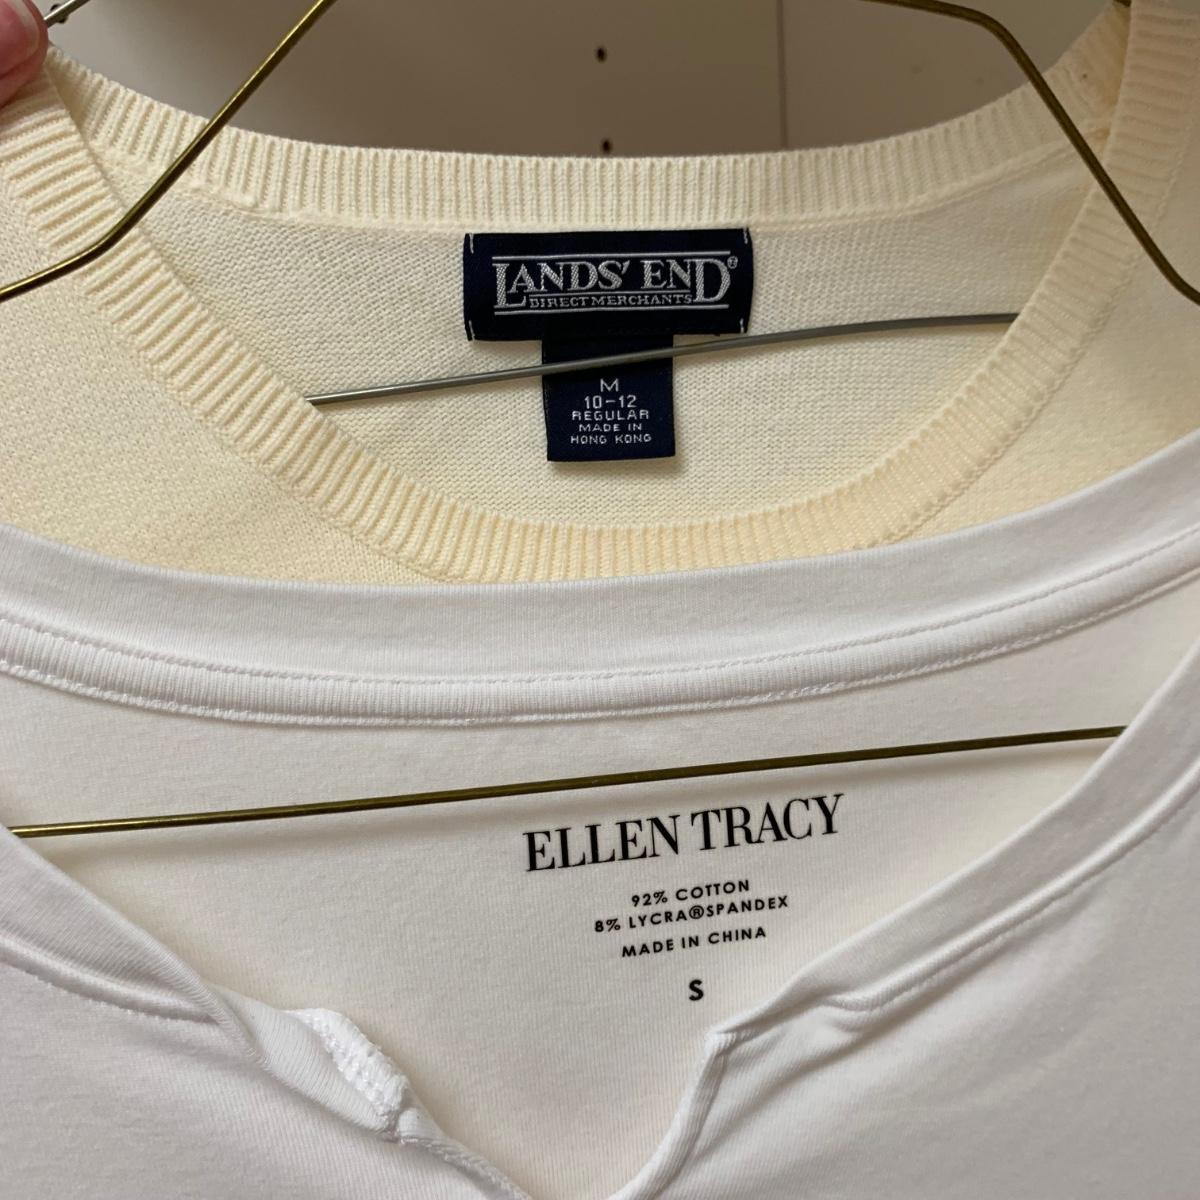 LANDS' END®
DIRECT MERCHANTS
M
10-12
REGULAR
MADE IN
HONG KONG
ELLEN TRACY
92% COTTON
8% LYCRA®SPANDEX
MADE IN CHINA
S